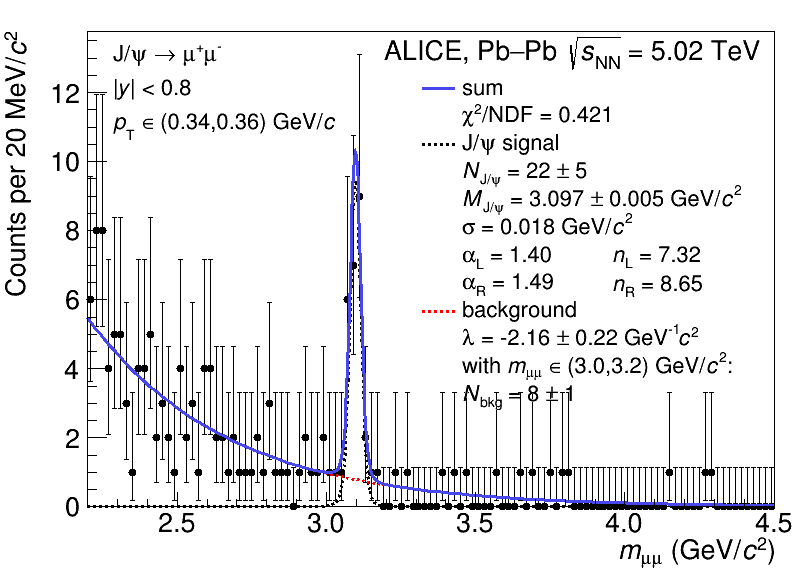 J/ψ → μ⁺μ⁻
|y| < 0.8
p_T ∈ (0.34,0.36) GeV/c
ALICE, Pb–Pb √s_NN = 5.02 TeV
sum
χ²/NDF = 0.421
J/ψ signal
N_J/ψ = 22 ± 5
M_J/ψ = 3.097 ± 0.005 GeV/c²
σ = 0.018 GeV/c²
α_L = 1.40 n_L = 7.32
α_R = 1.49 n_R = 8.65
background
λ = -2.16 ± 0.22 GeV⁻¹c²
with m_μμ ∈ (3.0,3.2) GeV/c²:
N_bkg = 8 ± 1
Counts per 20 MeV/c²
12
10
8
6
4
2
0
2.5 3.0 3.5 4.0 4.5
m_μμ (GeV/c²)